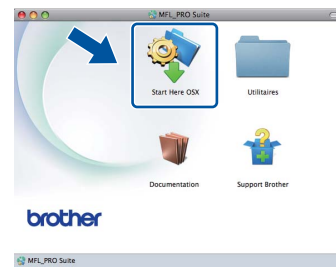 MFL_PRO Suite
Start Here OSX
Utilitaires
Documentation
Support Brother
brother
MFL_PRO Suite